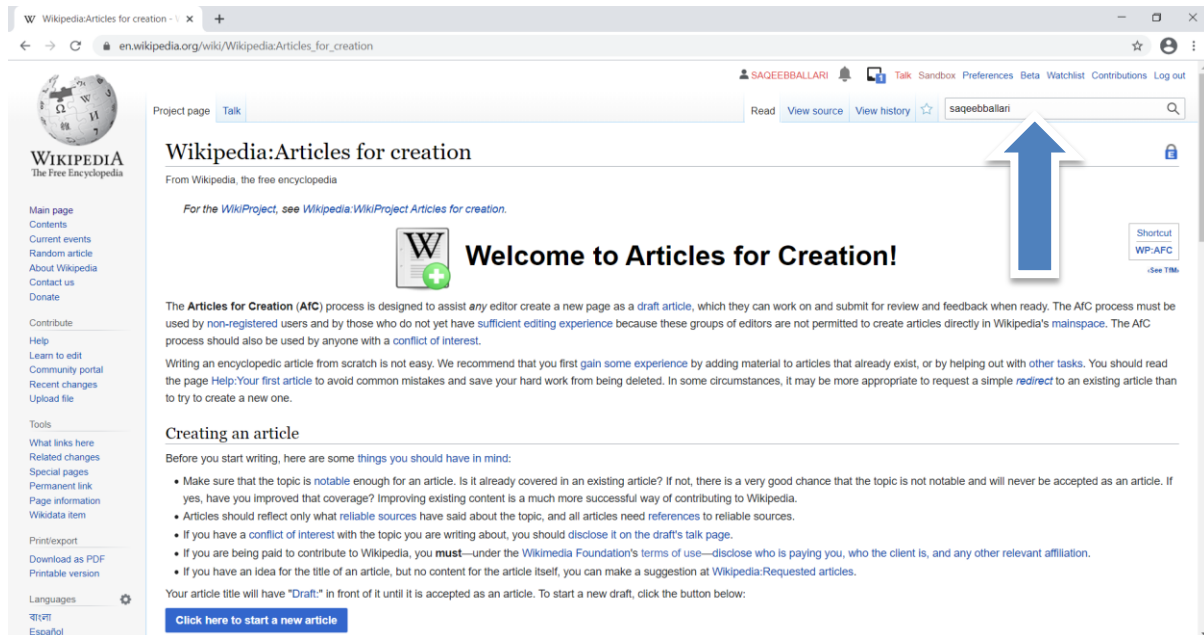 Wikipedia:Articles for creation - 
en.wikipedia.org/wiki/Wikipedia:Articles_for_creation
SAQEEBBALLARI 1 Talk Sandbox Preferences Beta Watchlist Contributions Log out
Project page Talk Read View source View history saqeebballari
WIKIPEDIA
The Free Encyclopedia
Main page
Contents
Current events
Random article
About Wikipedia
Contact us
Donate
Contribute
Help
Learn to edit
Community portal
Recent changes
Upload file
Tools
What links here
Related changes
Special pages
Permanent link
Page information
Wikidata item
Print/export
Download as PDF
Printable version
Languages
বাংলা
Español
Wikipedia:Articles for creation
From Wikipedia, the free encyclopedia
For the WikiProject, see Wikipedia:WikiProject Articles for creation.
Welcome to Articles for Creation!
Shortcut
WP:AFC
‹See TfM›
The Articles for Creation (AfC) process is designed to assist any editor create a new page as a draft article, which they can work on and submit for review and feedback when ready. The AfC process must be
used by non-registered users and by those who do not yet have sufficient editing experience because these groups of editors are not permitted to create articles directly in Wikipedia's mainspace. The AfC
process should also be used by anyone with a conflict of interest.
Writing an encyclopedic article from scratch is not easy. We recommend that you first gain some experience by adding material to articles that already exist, or by helping out with other tasks. You should read
the page Help:Your first article to avoid common mistakes and save your hard work from being deleted. In some circumstances, it may be more appropriate to request a simple redirect to an existing article than
to try to create a new one.
Creating an article
Before you start writing, here are some things you should have in mind:
• Make sure that the topic is notable enough for an article. Is it already covered in an existing article? If not, there is a very good chance that the topic is not notable and will never be accepted as an article. If
yes, have you improved that coverage? Improving existing content is a much more successful way of contributing to Wikipedia.
• Articles should reflect only what reliable sources have said about the topic, and all articles need references to reliable sources.
• If you have a conflict of interest with the topic you are writing about, you should disclose it on the draft's talk page.
• If you are being paid to contribute to Wikipedia, you must—under the Wikimedia Foundation's terms of use—disclose who is paying you, who the client is, and any other relevant affiliation.
• If you have an idea for the title of an article, but no content for the article itself, you can make a suggestion at Wikipedia:Requested articles.
Your article title will have "Draft:" in front of it until it is accepted as an article. To start a new draft, click the button below:
Click here to start a new article